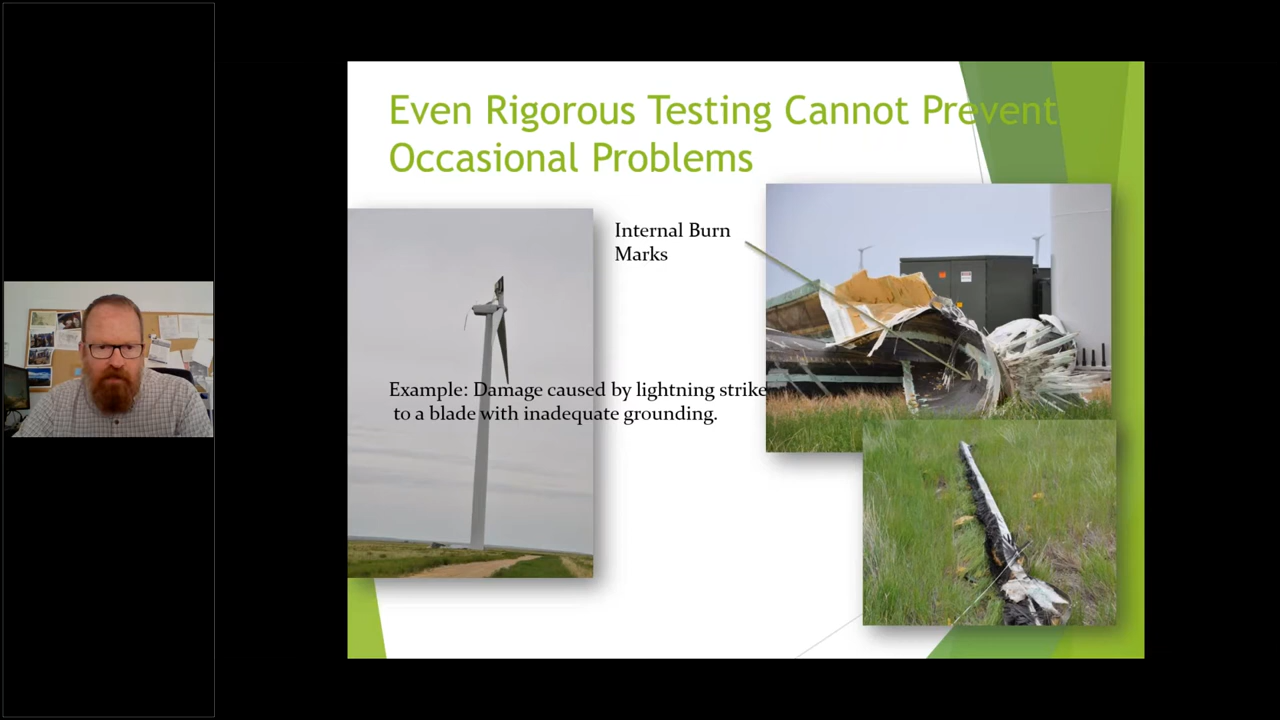 Even Rigorous Testing Cannot Prevent
Occasional Problems
Internal Burn
Marks
Example: Damage caused by lightning strike
to a blade with inadequate grounding.